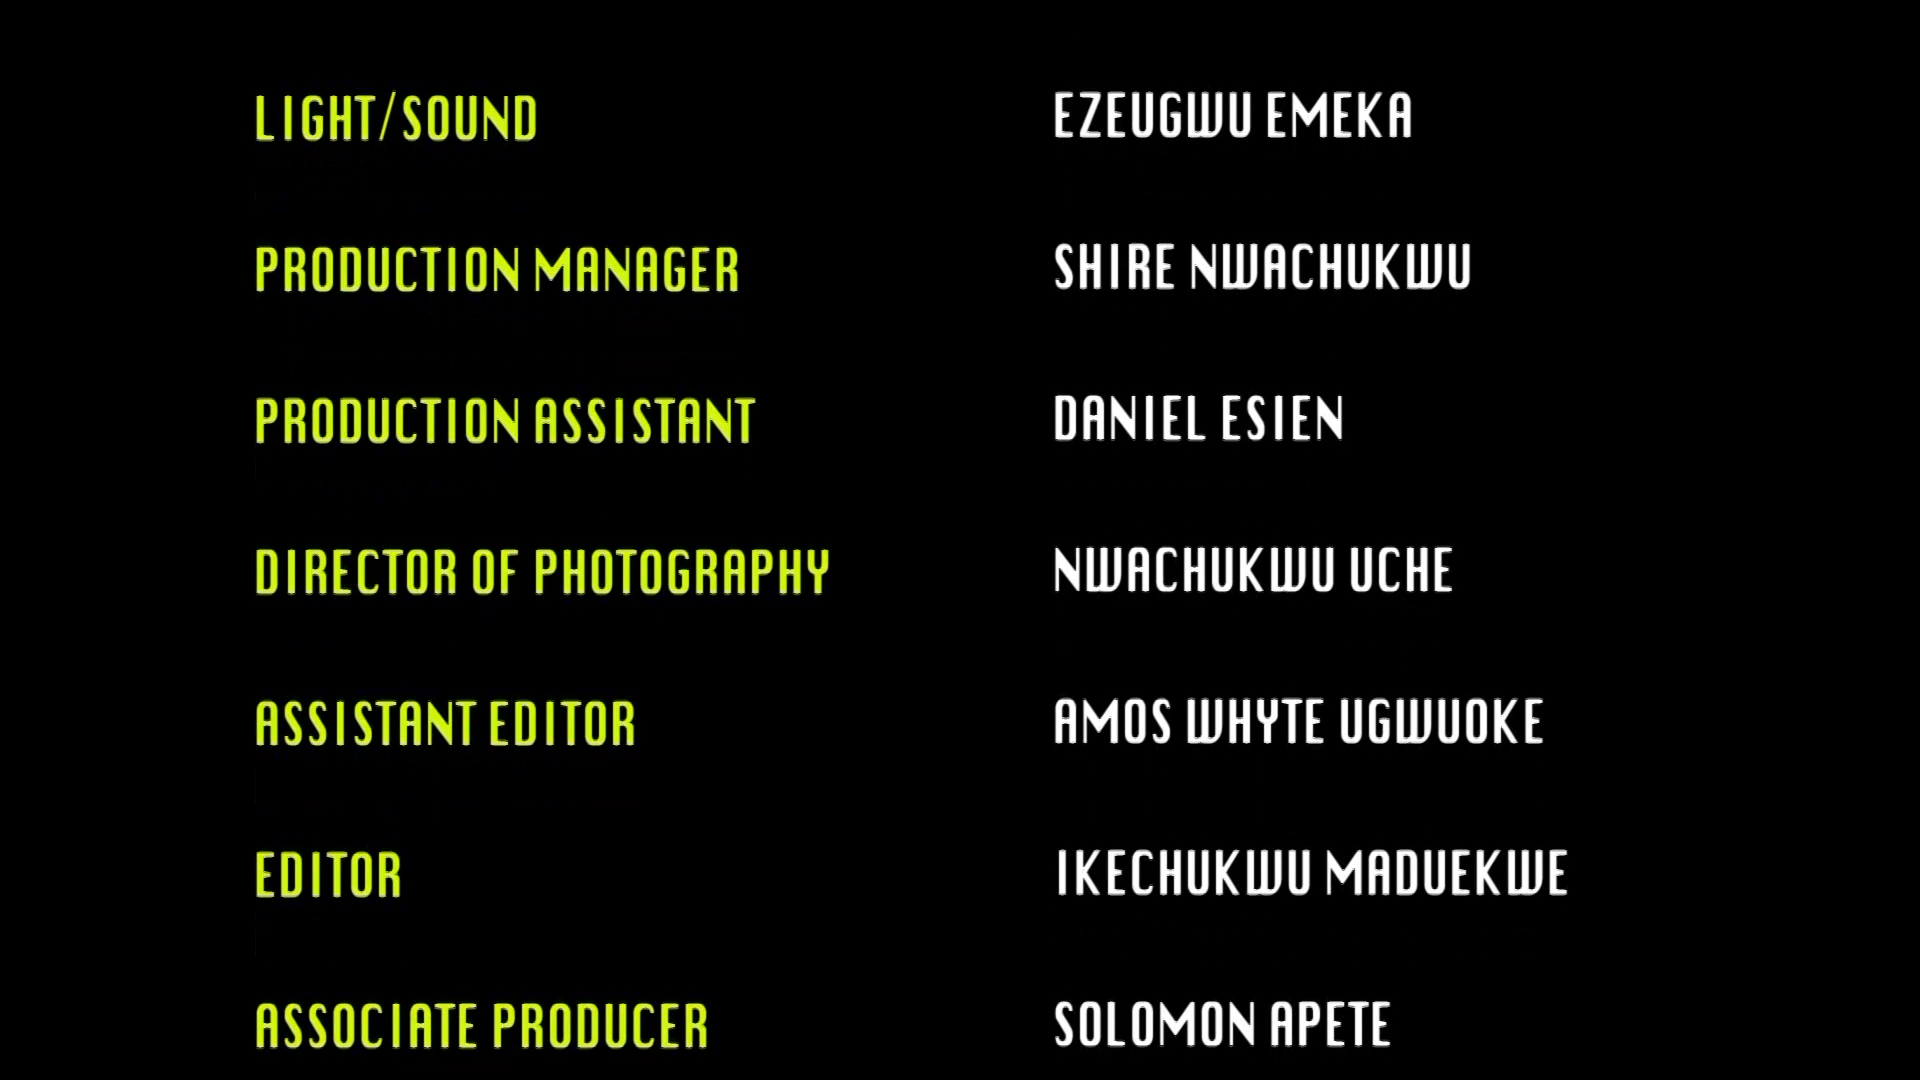 LIGHT/SOUND EZEUGWU EMEKA
PRODUCTION MANAGER SHIRE NWACHUKWU
PRODUCTION ASSISTANT DANIEL ESIEN
DIRECTOR OF PHOTOGRAPHY NWACHUKWU UCHE
ASSISTANT EDITOR AMOS WHYTE UGWUOKE
EDITOR IKECHUKWU MADUEKWE
ASSOCIATE PRODUCER SOLOMON APETE